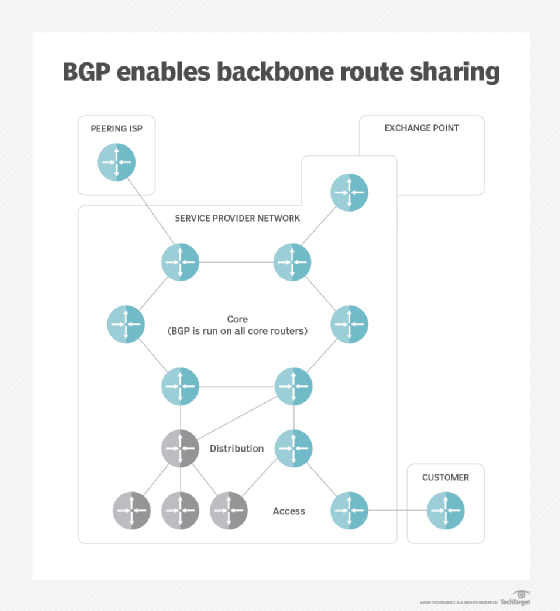 BGP enables backbone route sharing
PEERING ISP
EXCHANGE POINT
SERVICE PROVIDER NETWORK
Core
(BGP is run on all core routers)
Distribution
CUSTOMER
Access
TechTarget